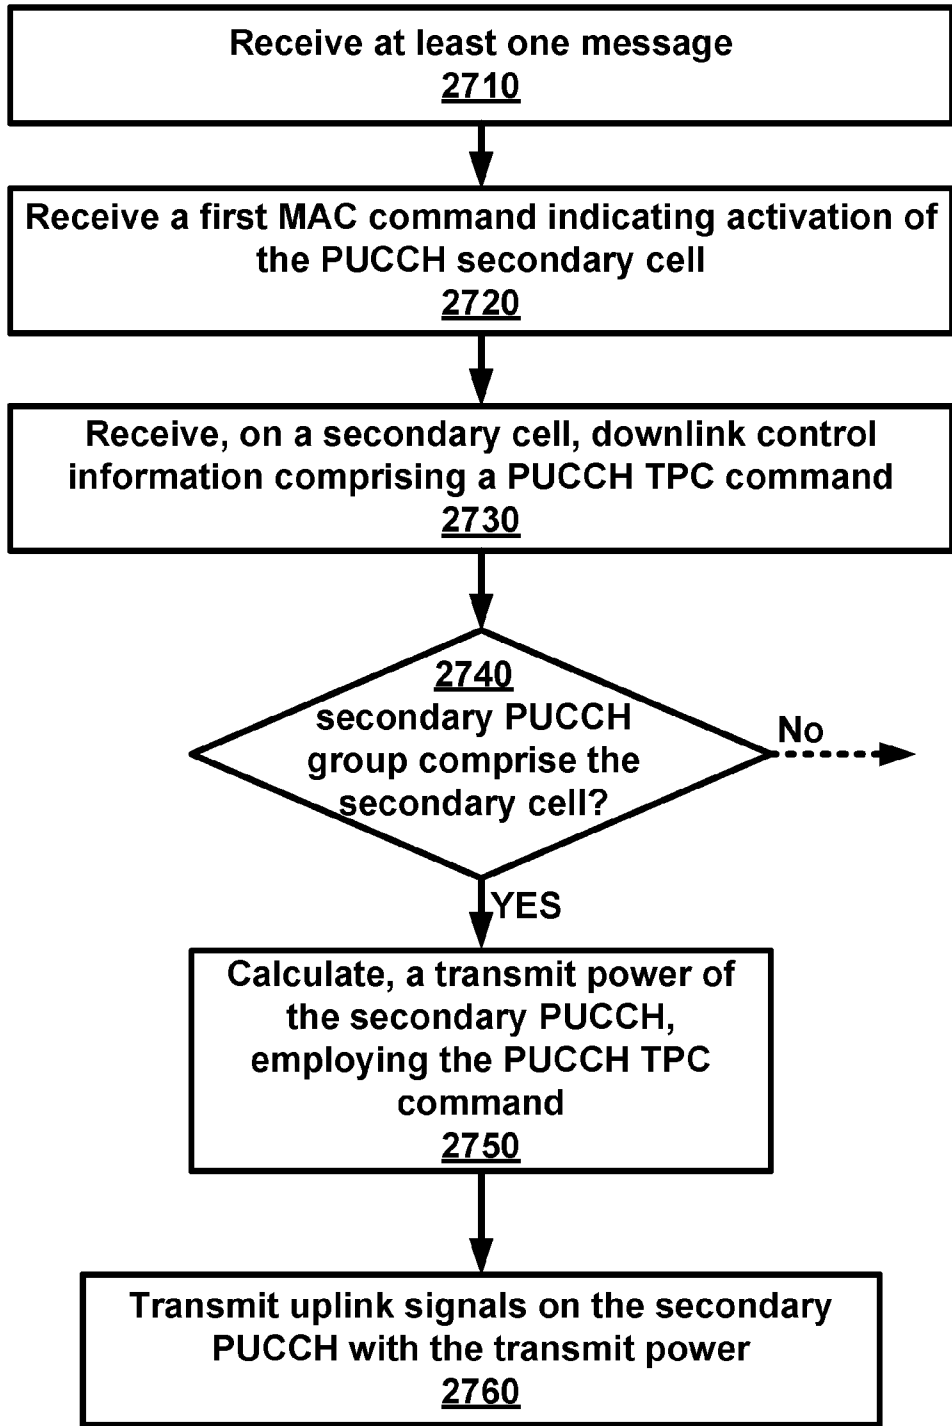 Receive at least one message
2710
Receive a first MAC command indicating activation of
the PUCCH secondary cell
2720
Receive, on a secondary cell, downlink control
information comprising a PUCCH TPC command
2730
2740
secondary PUCCH
group comprise the
secondary cell?
No
YES
Calculate, a transmit power of
the secondary PUCCH,
employing the PUCCH TPC
command
2750
Transmit uplink signals on the secondary
PUCCH with the transmit power
2760